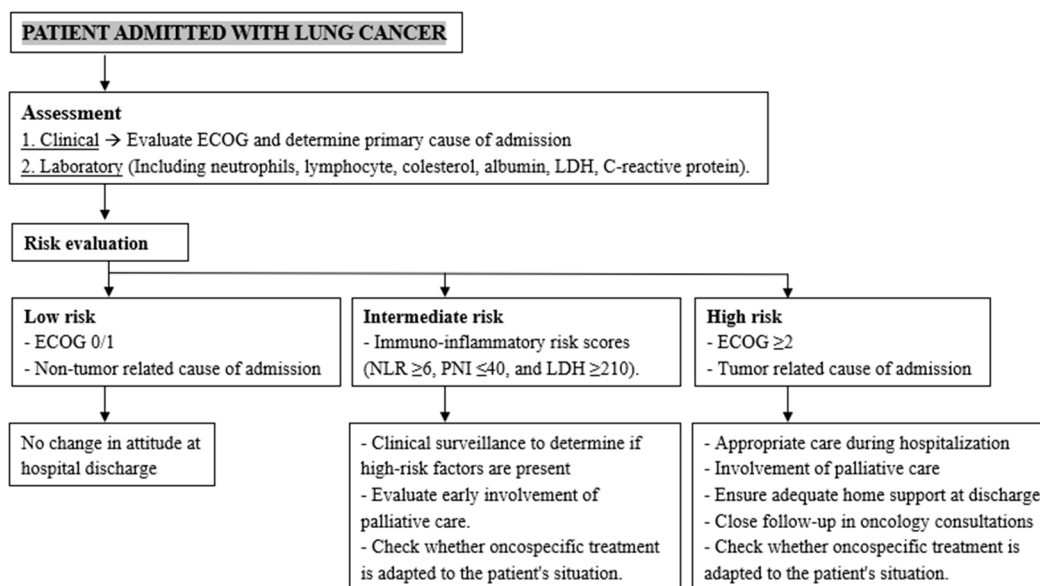 PATIENT ADMITTED WITH LUNG CANCER
Assessment
1. Clinical → Evaluate ECOG and determine primary cause of admission
2. Laboratory (Including neutrophils, lymphocyte, colesterol, albumin, LDH, C-reactive protein).
Risk evaluation
Low risk
- ECOG 0/1
- Non-tumor related cause of admission
Intermediate risk
- Immuno-inflammatory risk scores
(NLR ≥6, PNI ≤40, and LDH ≥210).
High risk
- ECOG ≥2
- Tumor related cause of admission
No change in attitude at
hospital discharge
- Clinical surveillance to determine if
high-risk factors are present
- Evaluate early involvement of
palliative care.
- Check whether oncospecific treatment
is adapted to the patient's situation.
- Appropriate care during hospitalization
- Involvement of palliative care
- Ensure adequate home support at discharge
- Close follow-up in oncology consultations
- Check whether oncospecific treatment is
adapted to the patient's situation.